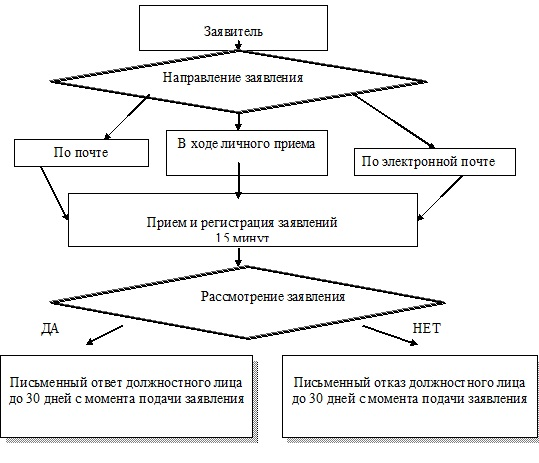 Заявитель
Направление заявления
По почте
В ходе личного приема
По электронной почте
Прием и регистрация заявлений
15 минут
Рассмотрение заявления
ДА
НЕТ
Письменный ответ должностного лица
до 30 дней с момента подачи заявления
Письменный отказ должностного лица
до 30 дней с момента подачи заявления